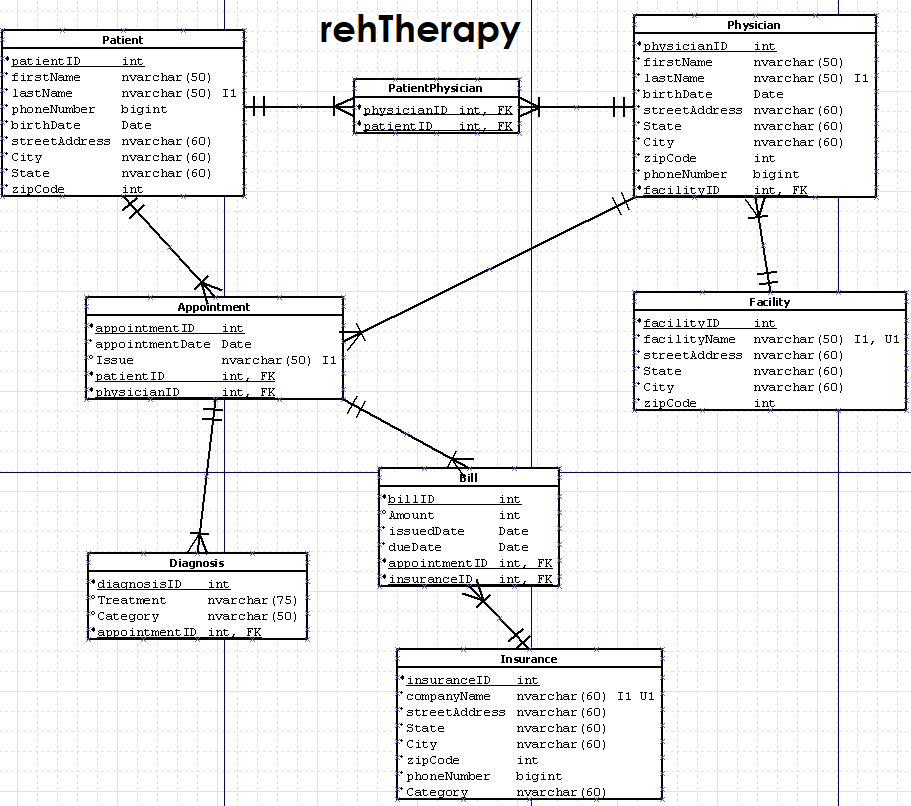 rehTherapy
Patient
patientID int
firstName nvarchar(50)
lastName nvarchar(50) I1
phoneNumber bigint
birthDate Date
streetAddress nvarchar(60)
City nvarchar(60)
State nvarchar(60)
zipCode int
PatientPhysician
physicianID int, FK
patientID int, FK
Physician
physicianID int
firstName nvarchar(50)
lastName nvarchar(50) I1
birthDate Date
streetAddress nvarchar(60)
State nvarchar(60)
City nvarchar(60)
zipCode int
phoneNumber bigint
facilityID int, FK
Appointment
appointmentID int
appointmentDate Date
Issue nvarchar(50) I1
patientID int, FK
physicianID int, FK
Facility
facilityID int
facilityName nvarchar(50) I1, U1
streetAddress nvarchar(60)
State nvarchar(60)
City nvarchar(60)
zipCode int
Bill
billID int
Amount int
issuedDate Date
dueDate Date
appointmentID int, FK
insuranceID int, FK
Diagnosis
diagnosisID int
Treatment nvarchar(75)
Category nvarchar(50)
appointmentID int, FK
Insurance
insuranceID int
companyName nvarchar(60) I1 U1
streetAddress nvarchar(60)
State nvarchar(60)
City nvarchar(60)
zipCode int
phoneNumber bigint
Category nvarchar(60)